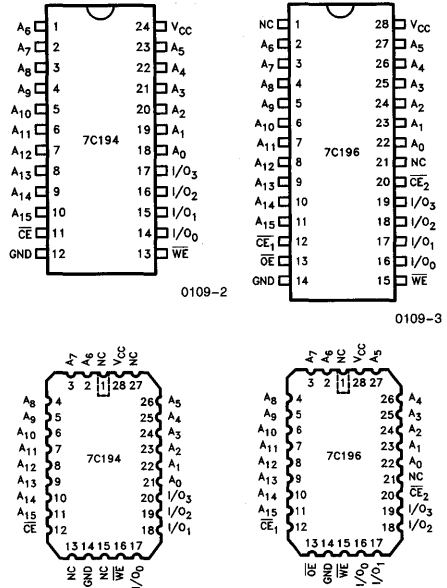 A6 1 24 VCC
A7 2 23 A5
A8 3 22 A4
A9 4 21 A3
A10 5 20 A2
A11 6 19 A1
A12 7 7C194 18 A0
A13 8 17 I/O3
A14 9 16 I/O2
A15 10 15 I/O1
CE 11 14 I/O0
GND 12 13 WE
0109-2
NC 1 28 VCC
A6 2 27 A5
A7 3 26 A4
A8 4 25 A3
A9 5 24 A2
A10 6 23 A1
A11 7 7C196 22 A0
A12 8 21 NC
A13 9 20 CE2
A14 10 19 I/O3
A15 11 18 I/O2
CE1 12 17 I/O1
OE 13 16 I/O0
GND 14 15 WE
0109-3
A7 A6 NC VCC NC
3 2 1 28 27
A8 4 26 A5
A9 5 25 A4
A10 6 24 A3
A11 7 7C194 23 A2
A12 8 22 A1
A13 9 21 A0
A14 10 20 I/O3
A15 11 19 I/O2
CE 12 18 I/O1
13 14 15 16 17
NC GND NC WE I/O0
A7 A6 NC VCC A5
3 2 1 28 27
A8 4 26 A4
A9 5 25 A3
A10 6 24 A2
A11 7 7C196 23 A1
A12 8 22 A0
A13 9 21 NC
A14 10 20 CE2
A15 11 19 I/O3
CE1 12 18 I/O2
13 14 15 16 17
OE GND WE I/O0 I/O1